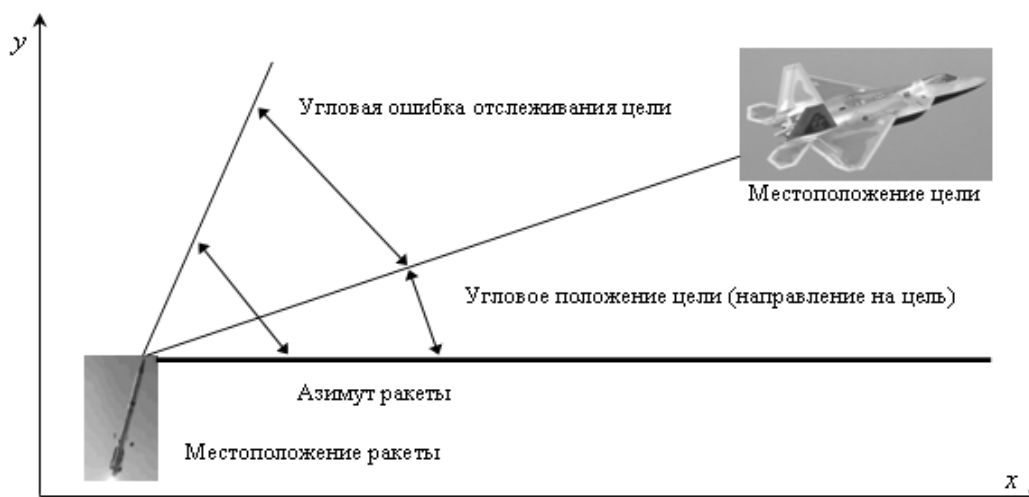 y
Угловая ошибка отслеживания цели
Местоположение цели
Угловое положение цели (направление на цель)
Азимут ракеты
Местоположение ракеты
x